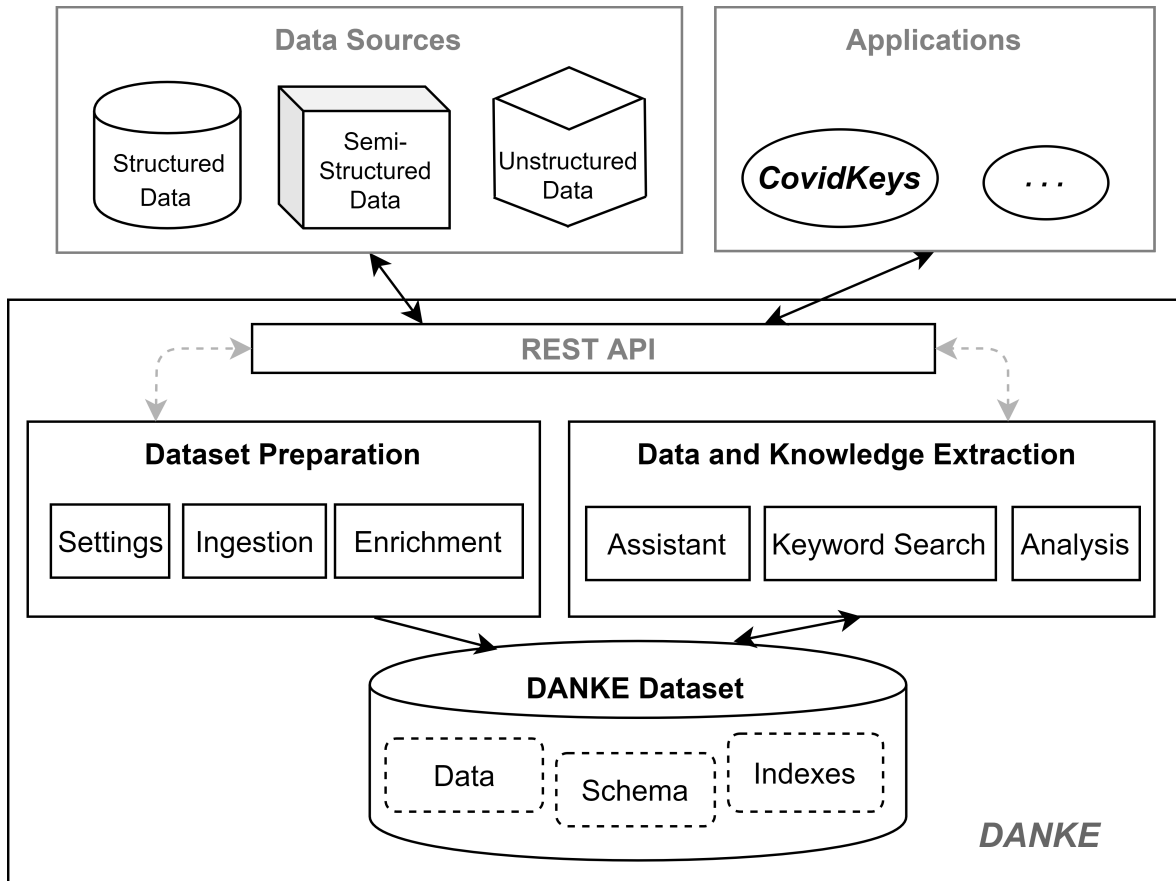 Data Sources
Structured
Data
Semi-
Structured
Data
Unstructured
Data
Applications
CovidKeys
...
REST API
Dataset Preparation
Settings
Ingestion
Enrichment
Data and Knowledge Extraction
Assistant
Keyword Search
Analysis
DANKE Dataset
Data
Schema
Indexes
DANKE